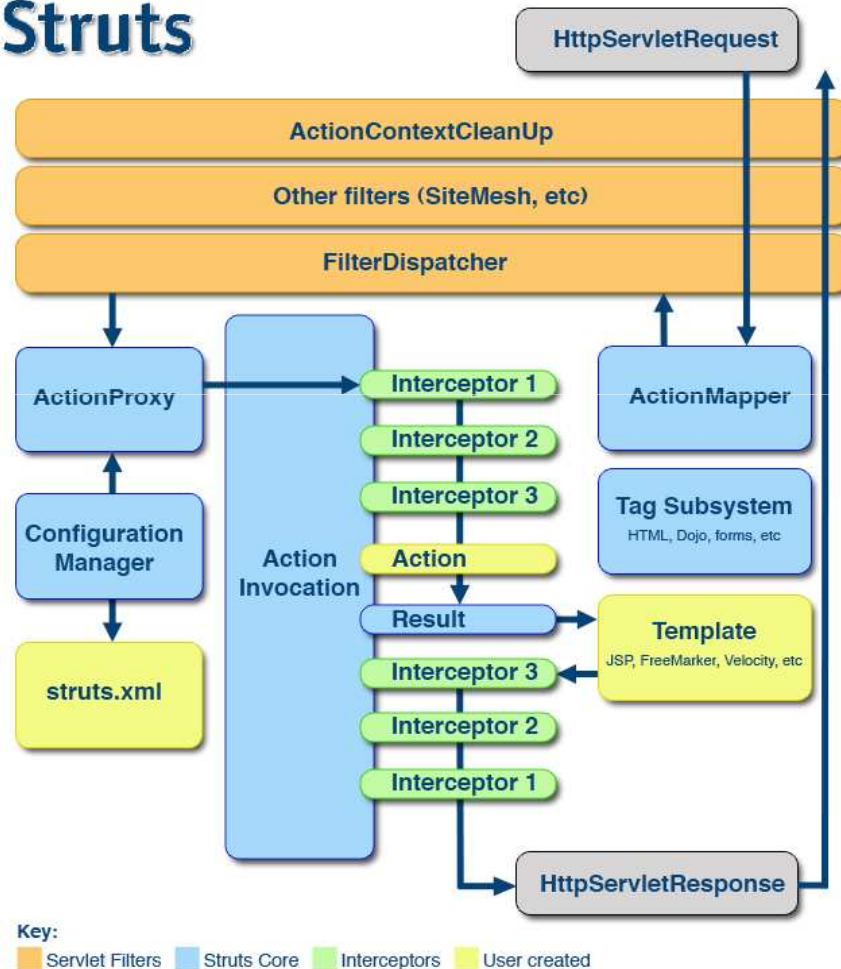 Struts
HttpServletRequest
ActionContextCleanUp
Other filters (SiteMesh, etc)
FilterDispatcher
ActionProxy
Interceptor 1
ActionMapper
Interceptor 2
Interceptor 3
Tag Subsystem
HTML, Dojo, forms, etc
Configuration
Manager
Action
Invocation
Action
Result
Template
JSP, FreeMarker, Velocity, etc
struts.xml
Interceptor 3
Interceptor 2
Interceptor 1
HttpServletResponse
Key:
Servlet Filters
Struts Core
Interceptors
User created